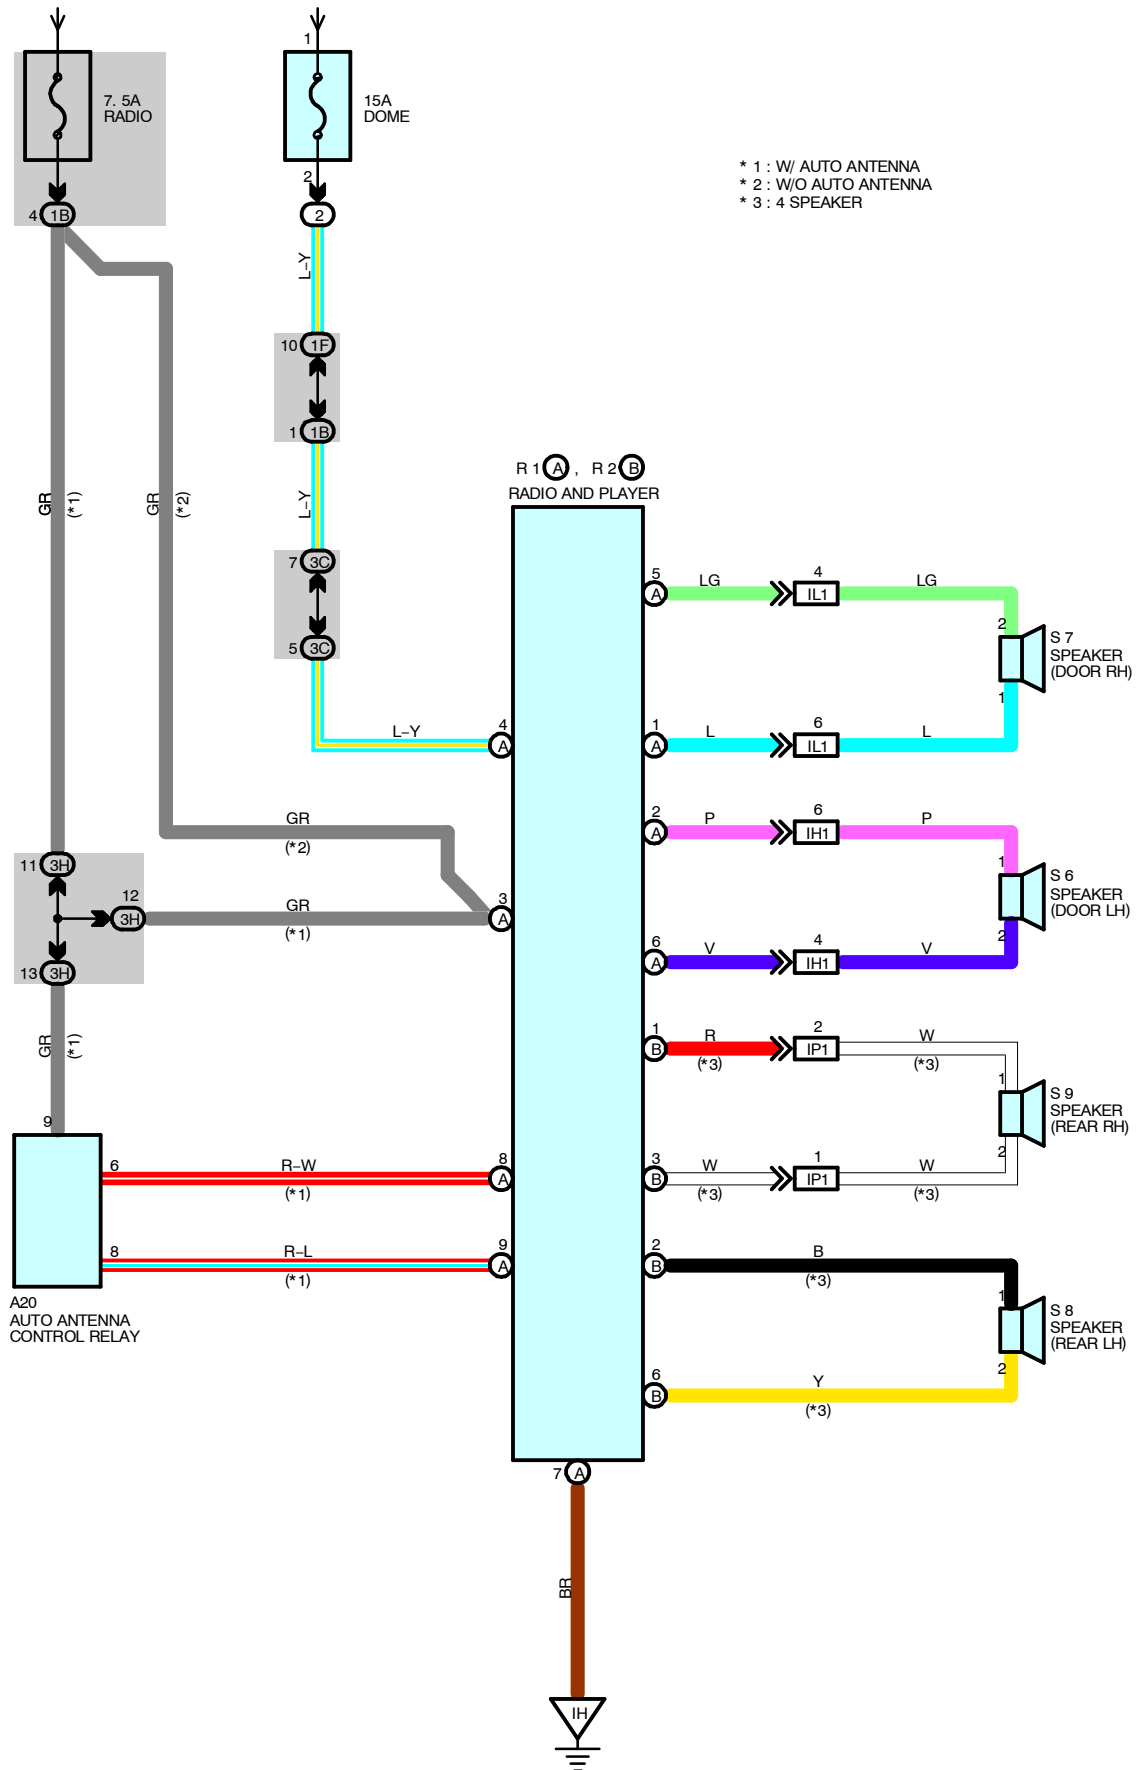 1
7. 5A
RADIO
15A
DOME
* 1 : W/ AUTO ANTENNA
* 2 : W/O AUTO ANTENNA
* 3 : 4 SPEAKER
2
4 1B
2
L-Y
10 1F
1 1B
R 1 A , R 2 B
RADIO AND PLAYER
GR
(*1)
GR
(*2)
L-Y
7 3C
5 3C
5
A
LG
4
IL1
LG
2
S 7
SPEAKER
(DOOR RH)
1
L-Y
4
A
1
A
L
6
IL1
L
GR
(*2)
2
A
P
6
IH1
P
1
S 6
SPEAKER
(DOOR LH)
2
11 3H
12
3H
13 3H
GR
(*1)
3
A
6
A
V
4
IH1
V
GR
(*1)
1
B
R
(*3)
2
IP1
W
(*3)
1
S 9
SPEAKER
(REAR RH)
2
9
6
R-W
(*1)
8
A
3
B
W
(*3)
1
IP1
W
(*3)
8
R-L
(*1)
9
A
2
B
B
(*3)
1
S 8
SPEAKER
(REAR LH)
2
A20
AUTO ANTENNA
CONTROL RELAY
6
B
Y
(*3)
7 A
BR
IH